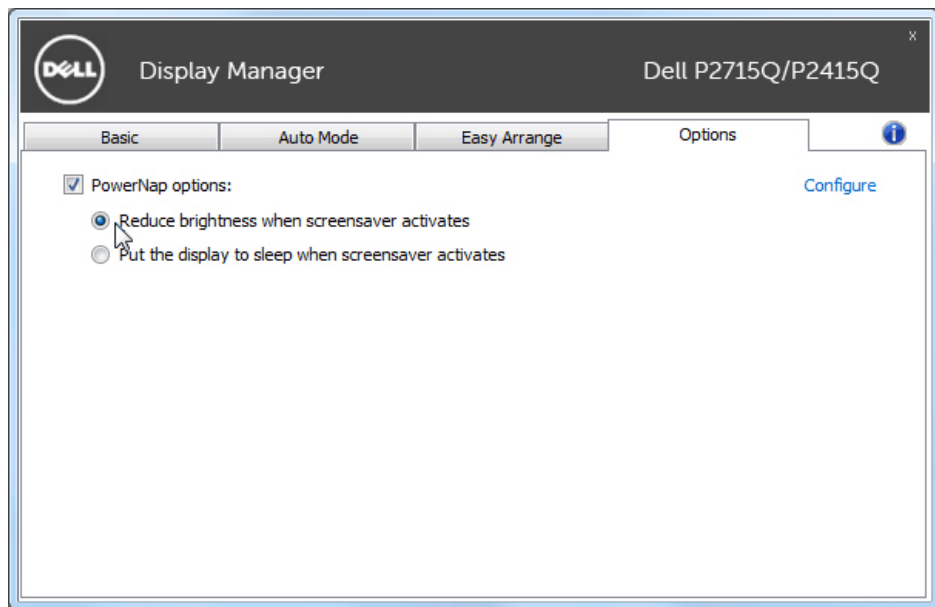 x
DELL Display Manager Dell P2715Q/P2415Q
Basic Auto Mode Easy Arrange Options
PowerNap options: Configure
Reduce brightness when screensaver activates
Put the display to sleep when screensaver activates